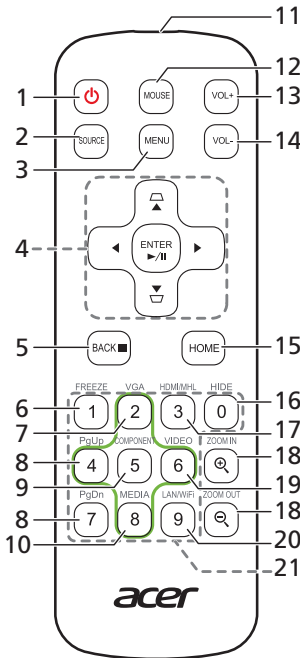 11
12
1 MOUSE VOL+ 13
2 SOURCE MENU VOL- 14
3
4 ENTER
5 BACK HOME 15
FREEZE VGA HDMI/MHL HIDE 16
6 1 2 3 0
7 17
PgUp COMPONENT VIDEO ZOOM IN
8 4 5 6 18
9 19
PgDn MEDIA LAN/WiFi ZOOM OUT
8 7 8 9 18
10 20
21
acer